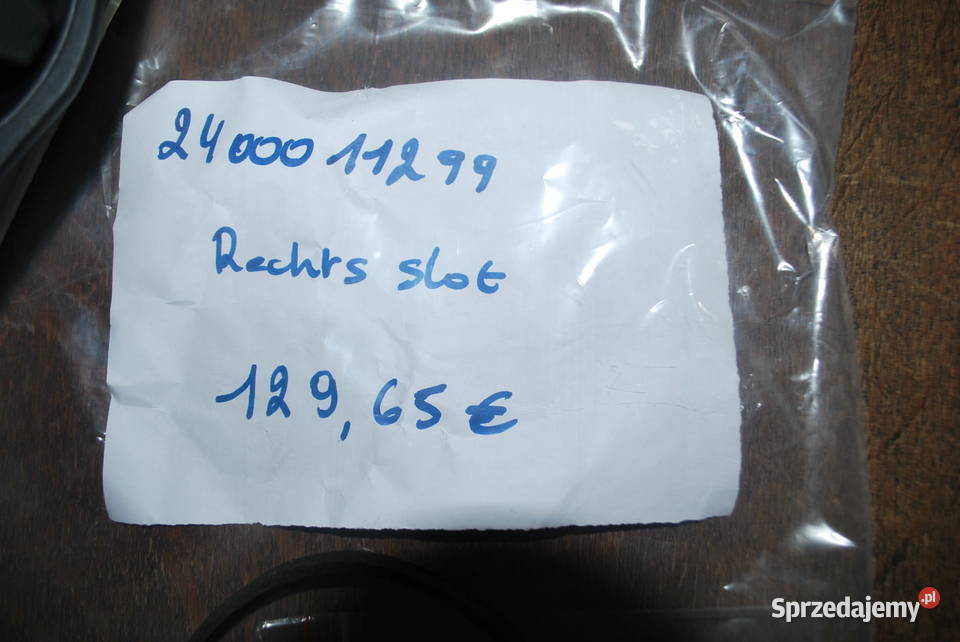 24000 11299
Rechts slot
129,65 €
Sprzedajemy.pl